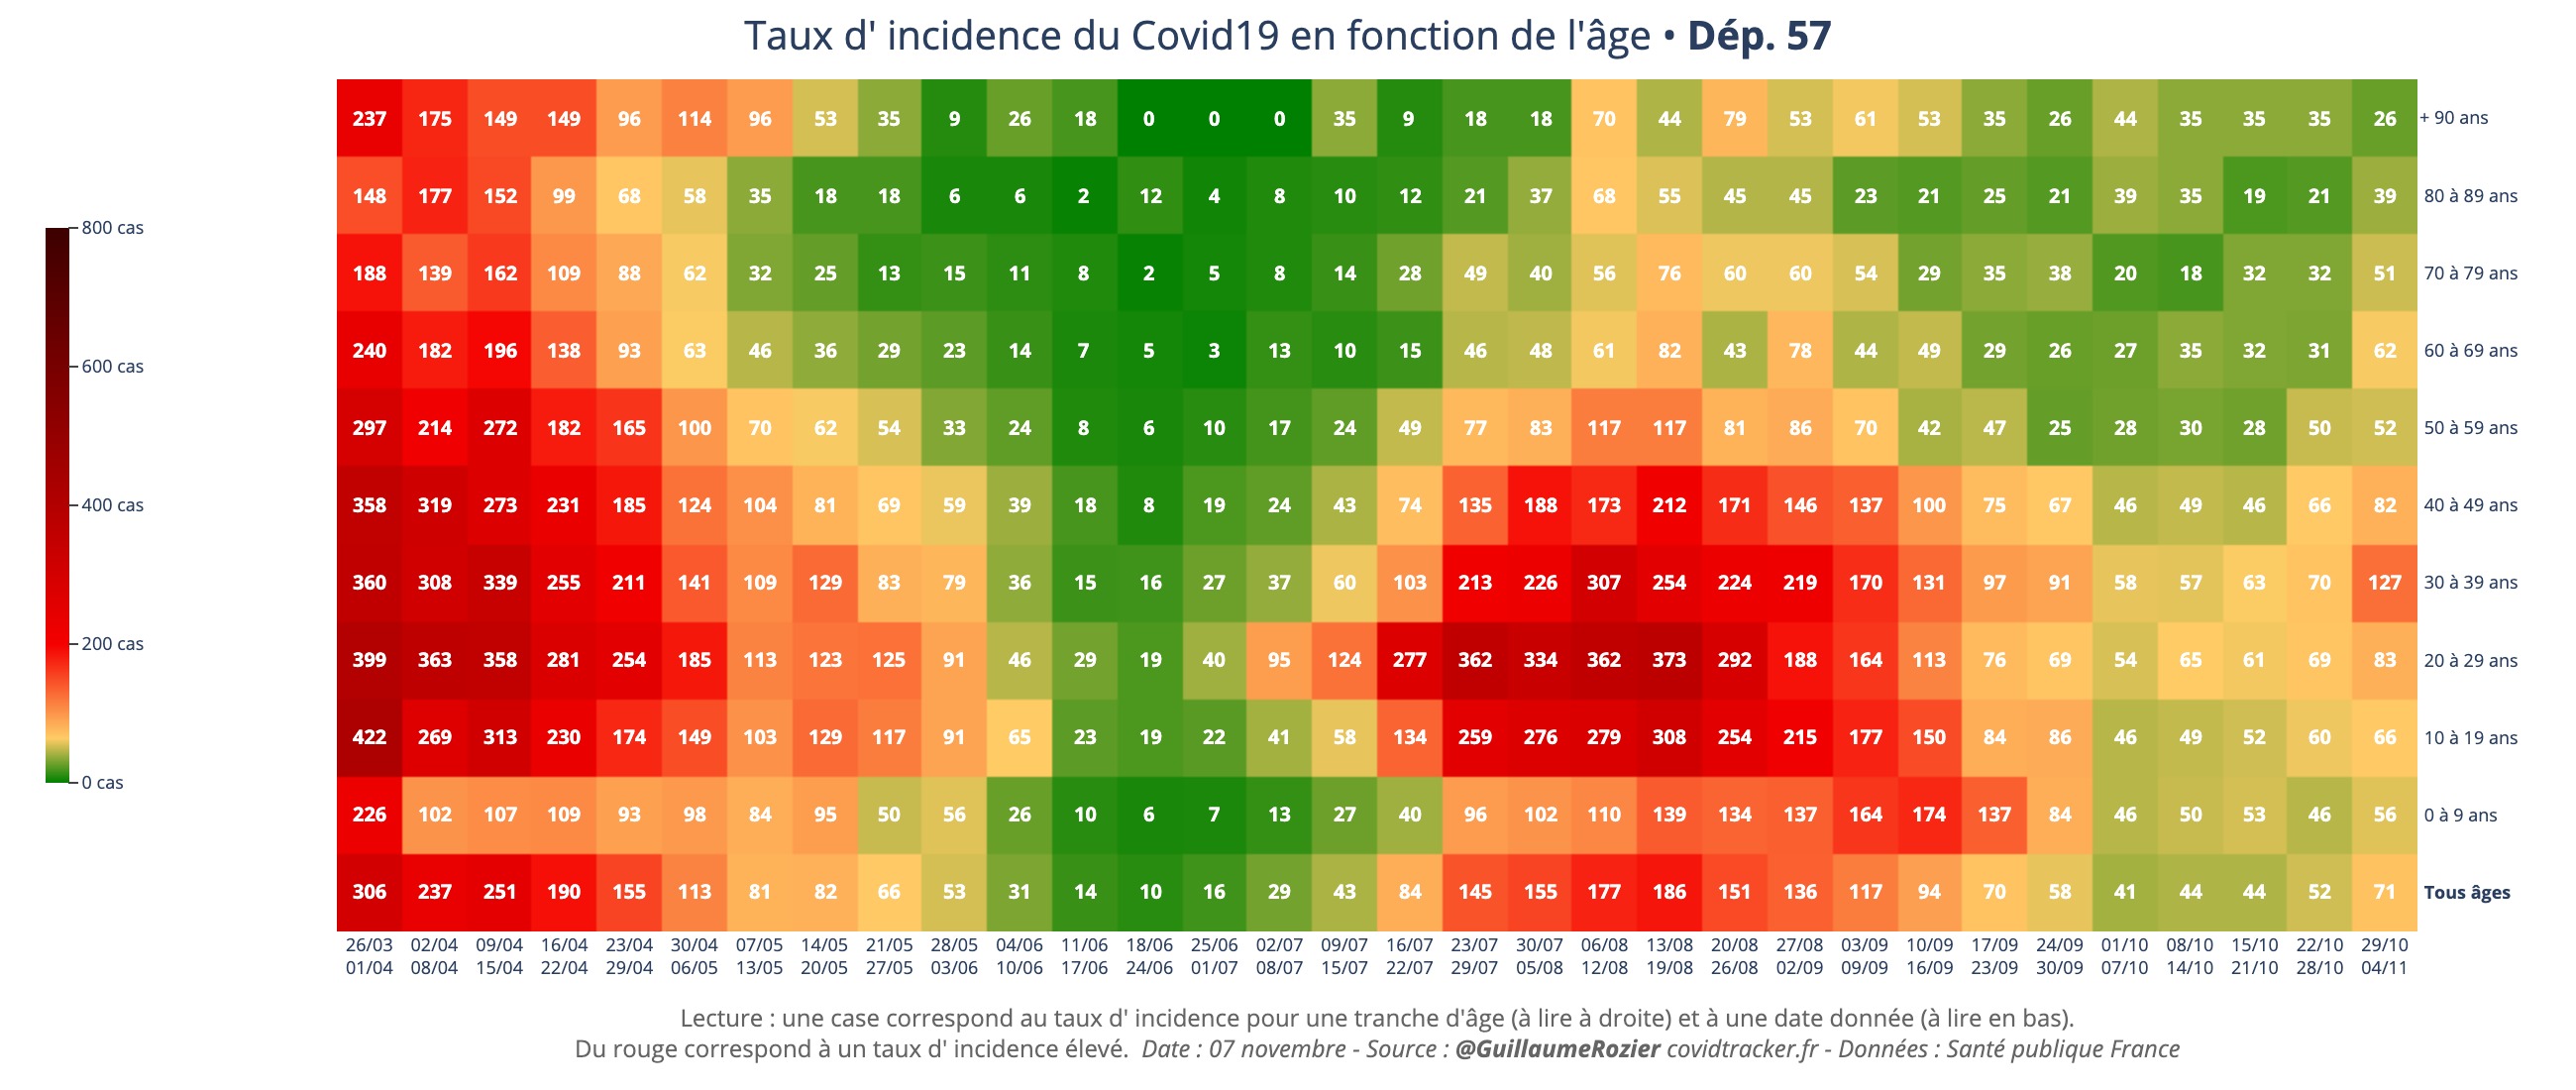 Taux d' incidence du Covid19 en fonction de l'âge • Dép. 57
237 175 149 149 96 114 96 53 35 9 26 18 0 0 0 35 9 18 18 70 44 79 53 61 53 35 26 44 35 35 35 26 + 90 ans
148 177 152 99 68 58 35 18 18 6 6 2 12 4 8 10 12 21 37 68 55 45 45 23 21 25 21 39 35 19 21 39 80 à 89 ans
800 cas
188 139 162 109 88 62 32 25 13 15 11 8 2 5 8 14 28 49 40 56 76 60 60 54 29 35 38 20 18 32 32 51 70 à 79 ans
240 182 196 138 93 63 46 36 29 23 14 7 5 3 13 10 15 46 48 61 82 43 78 44 49 29 26 27 35 32 31 62 60 à 69 ans
600 cas
297 214 272 182 165 100 70 62 54 33 24 8 6 10 17 24 49 77 83 117 117 81 86 70 42 47 25 28 30 28 50 52 50 à 59 ans
400 cas
358 319 273 231 185 124 104 81 69 59 39 18 8 19 24 43 74 135 188 173 212 171 146 137 100 75 67 46 49 46 66 82 40 à 49 ans
360 308 339 255 211 141 109 129 83 79 36 15 16 27 37 60 103 213 226 307 254 224 219 170 131 97 91 58 57 63 70 127 30 à 39 ans
200 cas
399 363 358 281 254 185 113 123 125 91 46 29 19 40 95 124 277 362 334 362 373 292 188 164 113 76 69 54 65 61 69 83 20 à 29 ans
422 269 313 230 174 149 103 129 117 91 65 23 19 22 41 58 134 259 276 279 308 254 215 177 150 84 86 46 49 52 60 66 10 à 19 ans
0 cas
226 102 107 109 93 98 84 95 50 56 26 10 6 7 13 27 40 96 102 110 139 134 137 164 174 137 84 46 50 53 46 56 0 à 9 ans
306 237 251 190 155 113 81 82 66 53 31 14 10 16 29 43 84 145 155 177 186 151 136 117 94 70 58 41 44 44 52 71 Tous âges
26/03 02/04 09/04 16/04 23/04 30/04 07/05 14/05 21/05 28/05 04/06 11/06 18/06 25/06 02/07 09/07 16/07 23/07 30/07 06/08 13/08 20/08 27/08 03/09 10/09 17/09 24/09 01/10 08/10 15/10 22/10 29/10
01/04 08/04 15/04 22/04 29/04 06/05 13/05 20/05 27/05 03/06 10/06 17/06 24/06 01/07 08/07 15/07 22/07 29/07 05/08 12/08 19/08 26/08 02/09 09/09 16/09 23/09 30/09 07/10 14/10 21/10 28/10 04/11
Lecture : une case correspond au taux d' incidence pour une tranche d'âge (à lire à droite) et à une date donnée (à lire en bas).
Du rouge correspond à un taux d' incidence élevé. Date : 07 novembre - Source : @GuillaumeRozier covidtracker.fr - Données : Santé publique France